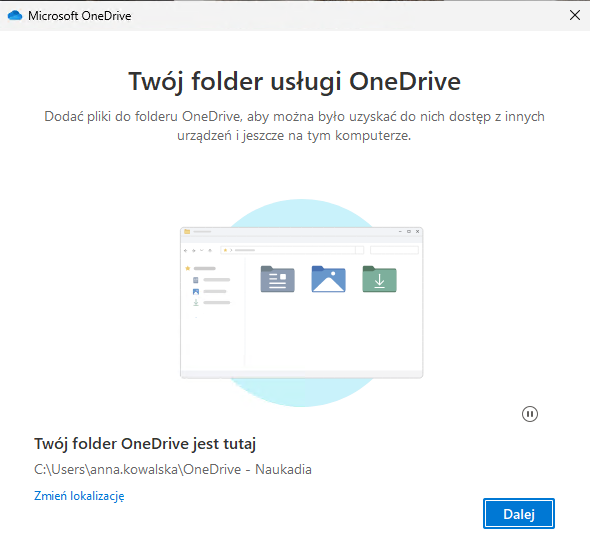 Microsoft OneDrive
Twój folder usługi OneDrive
Dodać pliki do folderu OneDrive, aby można było uzyskać do nich dostęp z innych
urządzeń i jeszcze na tym komputerze.
Twój folder OneDrive jest tutaj
C:\Users\anna.kowalska\OneDrive - Naukadia
Zmień lokalizację
Dalej